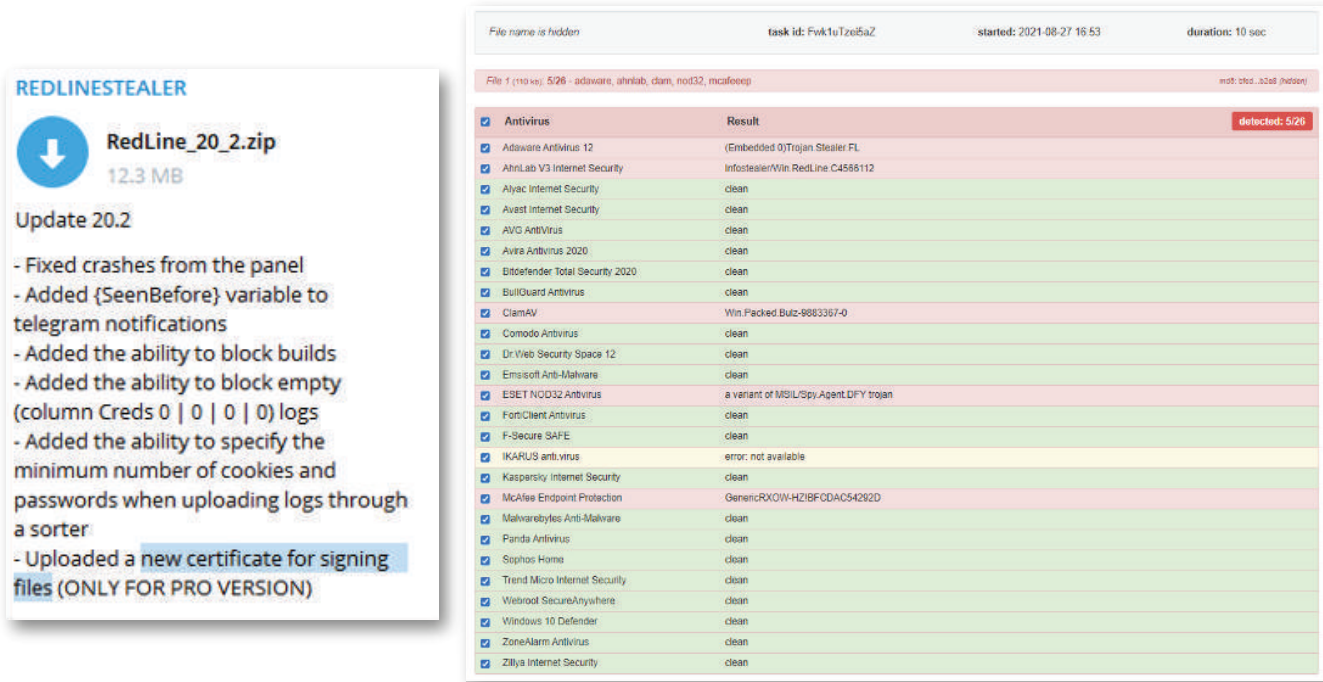 REDLINESTEALER
RedLine_20_2.zip
12.3 MB
Update 20.2
- Fixed crashes from the panel
- Added {SeenBefore} variable to
telegram notifications
- Added the ability to block builds
- Added the ability to block empty
(column Creds 0 | 0 | 0 | 0) logs
- Added the ability to specify the
minimum number of cookies and
passwords when uploading logs through
a sorter
- Uploaded a new certificate for signing
files (ONLY FOR PRO VERSION)
File name is hidden task id: Fwk1uTzei5aZ started: 2021-08-27 16:53 duration: 10 sec
File 1 (110 kb): 5/26 - adaware, ahnlab, clam, nod32, mcafeeep md5: (hidden)
Antivirus Result detected: 5/26
Adaware Antivirus 12 (Embedded 0)Trojan.Stealer.FL
AhnLab V3 Internet Security Infostealer/Win.RedLine.C4566112
Alyac Internet Security clean
Avast Internet Security clean
AVG AntiVirus clean
Avira Antivirus 2020 clean
Bitdefender Total Security 2020 clean
BullGuard Antivirus clean
ClamAV Win.Packed.Bulz-9883367-0
Comodo Antivirus clean
Dr.Web Security Space 12 clean
Emsisoft Anti-Malware clean
ESET NOD32 Antivirus a variant of MSIL/Spy.Agent.DFY trojan
FortiClient Antivirus clean
F-Secure SAFE clean
IKARUS anti.virus error: not available
Kaspersky Internet Security clean
McAfee Endpoint Protection GenericRXOW-HZ!BFCDAC54292D
Malwarebytes Anti-Malware clean
Panda Antivirus clean
Sophos Home clean
Trend Micro Internet Security clean
Webroot SecureAnywhere clean
Windows 10 Defender clean
ZoneAlarm Antivirus clean
Zillya Internet Security clean